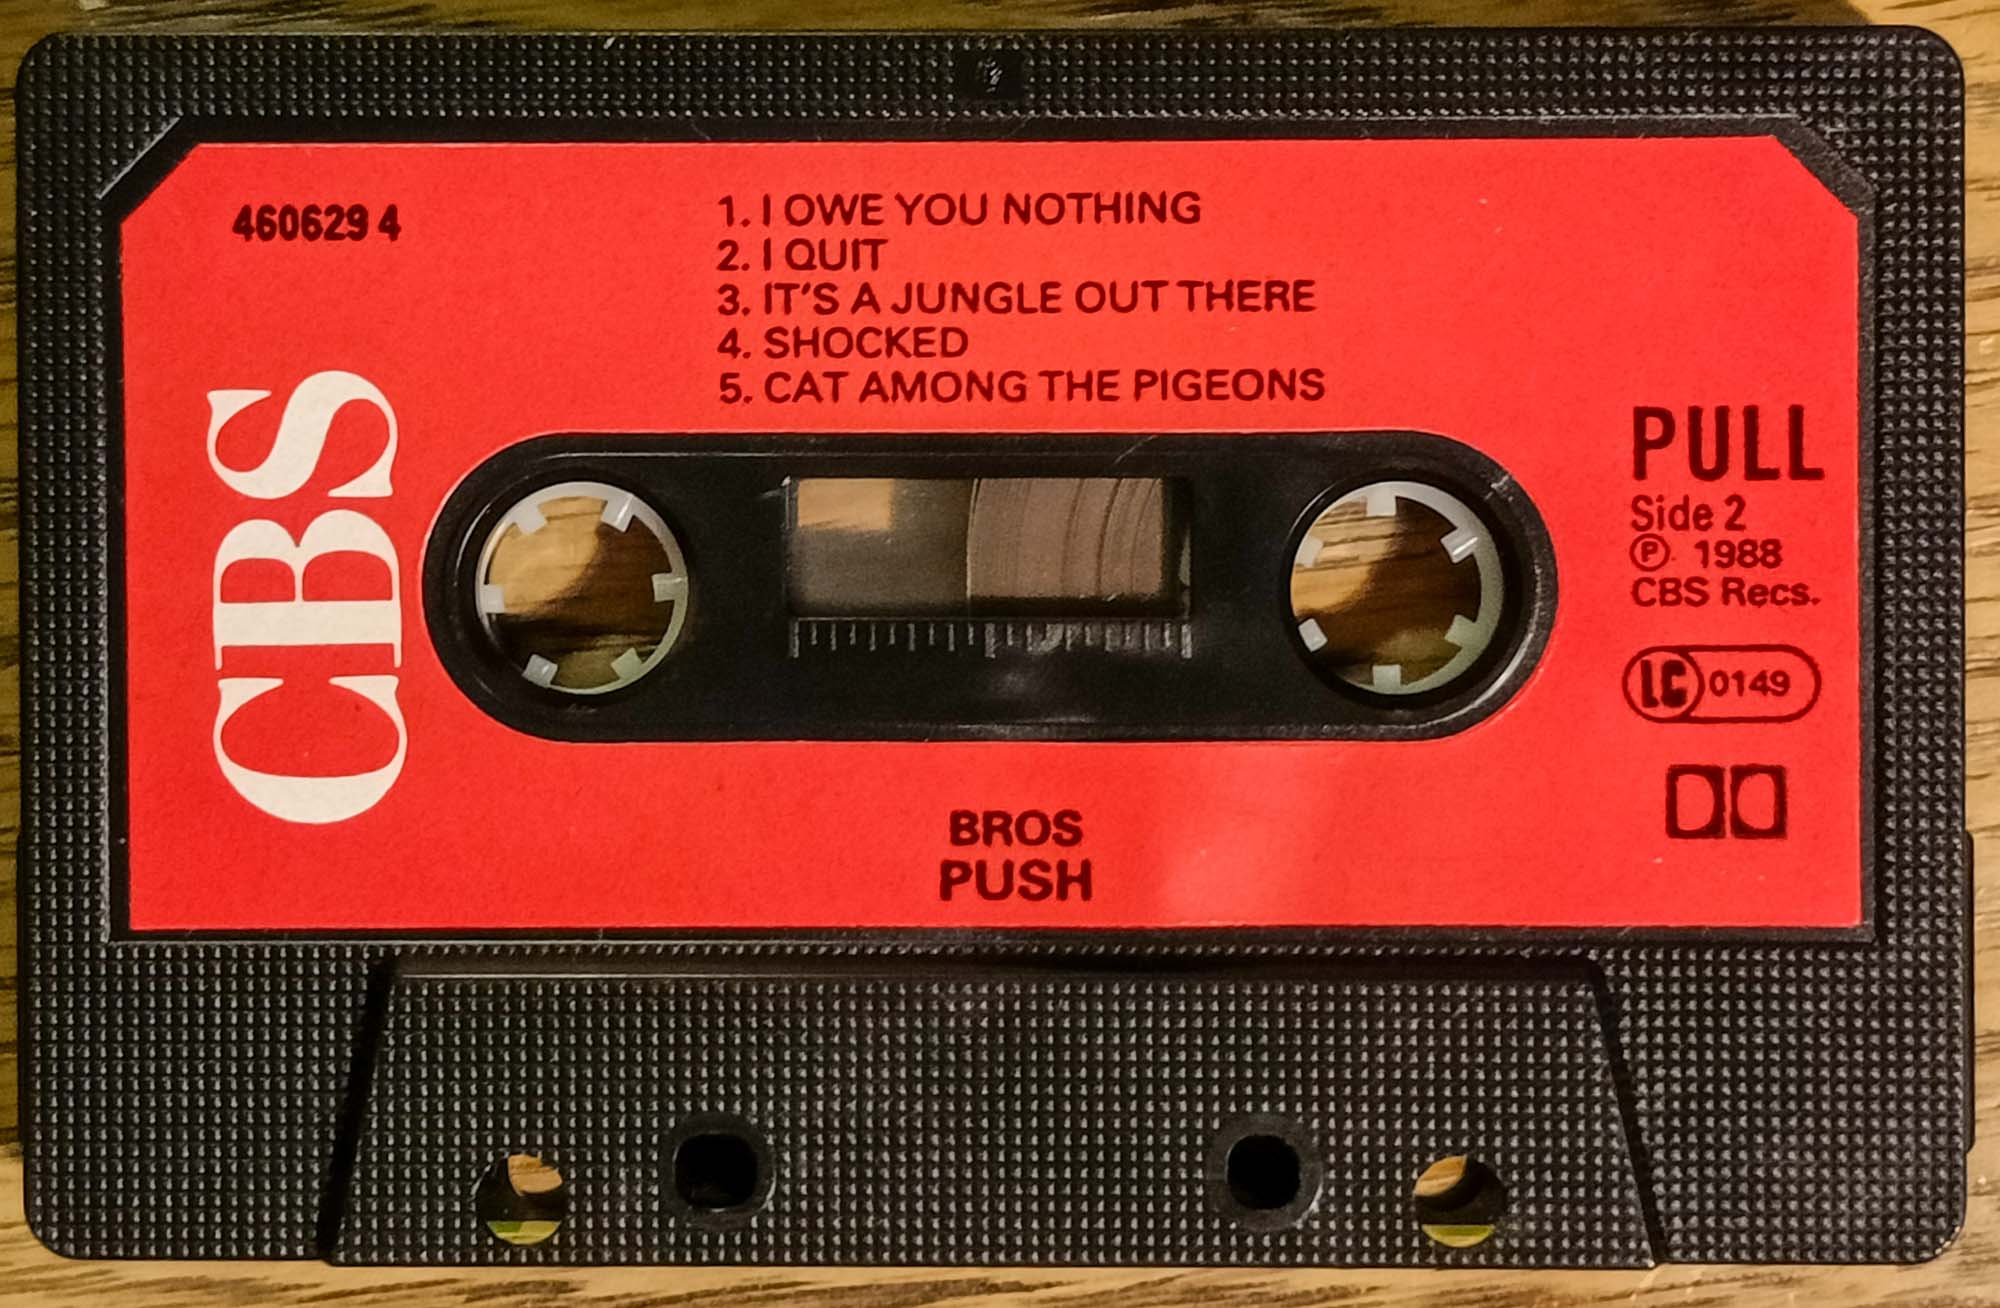 460629 4
1. I OWE YOU NOTHING
2. I QUIT
3. IT'S A JUNGLE OUT THERE
4. SHOCKED
5. CAT AMONG THE PIGEONS
CBS
PULL
Side 2
Ⓟ 1988
CBS Recs.
LC 0149
BROS
PUSH